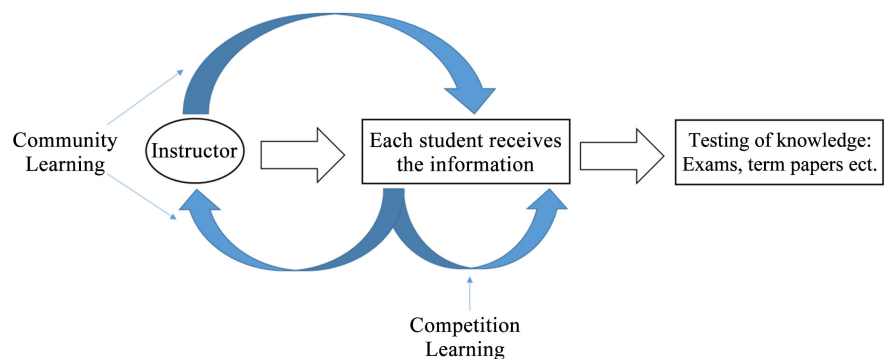 Community
Learning
Instructor
Each student receives
the information
Testing of knowledge:
Exams, term papers ect.
Competition
Learning